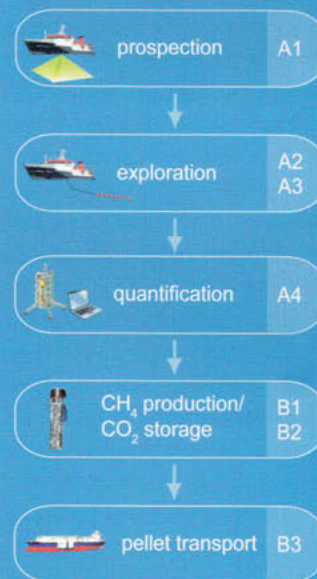 prospection A1
exploration A2
A3
quantification A4
CH₄ production/ B1
CO₂ storage B2
pellet transport B3